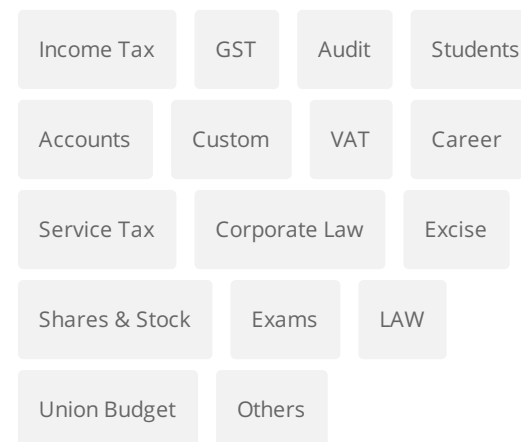 Income Tax GST Audit Students
Accounts Custom VAT Career
Service Tax Corporate Law Excise
Shares & Stock Exams LAW
Union Budget Others